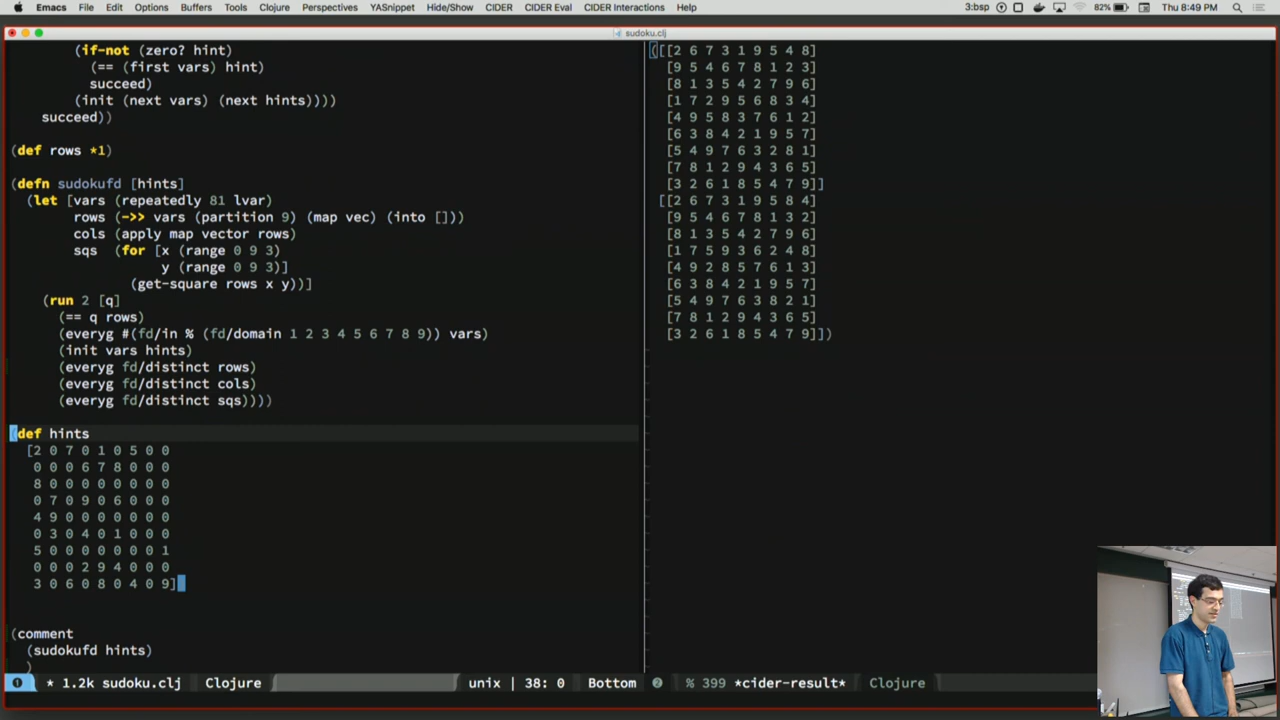 Emacs File Edit Options Buffers Tools Clojure Perspectives YASnippet Hide/Show CIDER CIDER Eval CIDER Interactions Help 3:bsp 82% Thu 8:49 PM
sudoku.clj
(if-not (zero? hint)
(== (first vars) hint)
succeed)
(init (next vars) (next hints))))
succeed))
(def rows *1)
(defn sudokufd [hints]
(let [vars (repeatedly 81 lvar)
rows (->> vars (partition 9) (map vec) (into []))
cols (apply map vector rows)
sqs (for [x (range 0 9 3)
y (range 0 9 3)]
(get-square rows x y))]
(run 2 [q]
(== q rows)
(everyg #(fd/in % (fd/domain 1 2 3 4 5 6 7 8 9)) vars)
(init vars hints)
(everyg fd/distinct rows)
(everyg fd/distinct cols)
(everyg fd/distinct sqs))))
(def hints
[2 0 7 0 1 0 5 0 0
0 0 0 6 7 8 0 0 0
8 0 0 0 0 0 0 0 0
0 7 0 9 0 6 0 0 0
4 9 0 0 0 0 0 0 0
0 3 0 4 0 1 0 0 0
5 0 0 0 0 0 0 0 1
0 0 0 2 9 4 0 0 0
3 0 6 0 8 0 4 0 9]
(comment
(sudokufd hints)
)
1 * 1.2k sudoku.clj Clojure unix | 38: 0 Bottom
([[2 6 7 3 1 9 5 4 8]
[9 5 4 6 7 8 1 2 3]
[8 1 3 5 4 2 7 9 6]
[1 7 2 9 5 6 8 3 4]
[4 9 5 8 3 7 6 1 2]
[6 3 8 4 2 1 9 5 7]
[5 4 9 7 6 3 2 8 1]
[7 8 1 2 9 4 3 6 5]
[3 2 6 1 8 5 4 7 9]]
[[2 6 7 3 1 9 5 8 4]
[9 5 4 6 7 8 1 3 2]
[8 1 3 5 4 2 7 9 6]
[1 7 5 9 3 6 2 4 8]
[4 9 2 8 5 7 6 1 3]
[6 3 8 4 2 1 9 5 7]
[5 4 9 7 6 3 8 2 1]
[7 8 1 2 9 4 3 6 5]
[3 2 6 1 8 5 4 7 9]])
2 % 399 *cider-result* Clojure